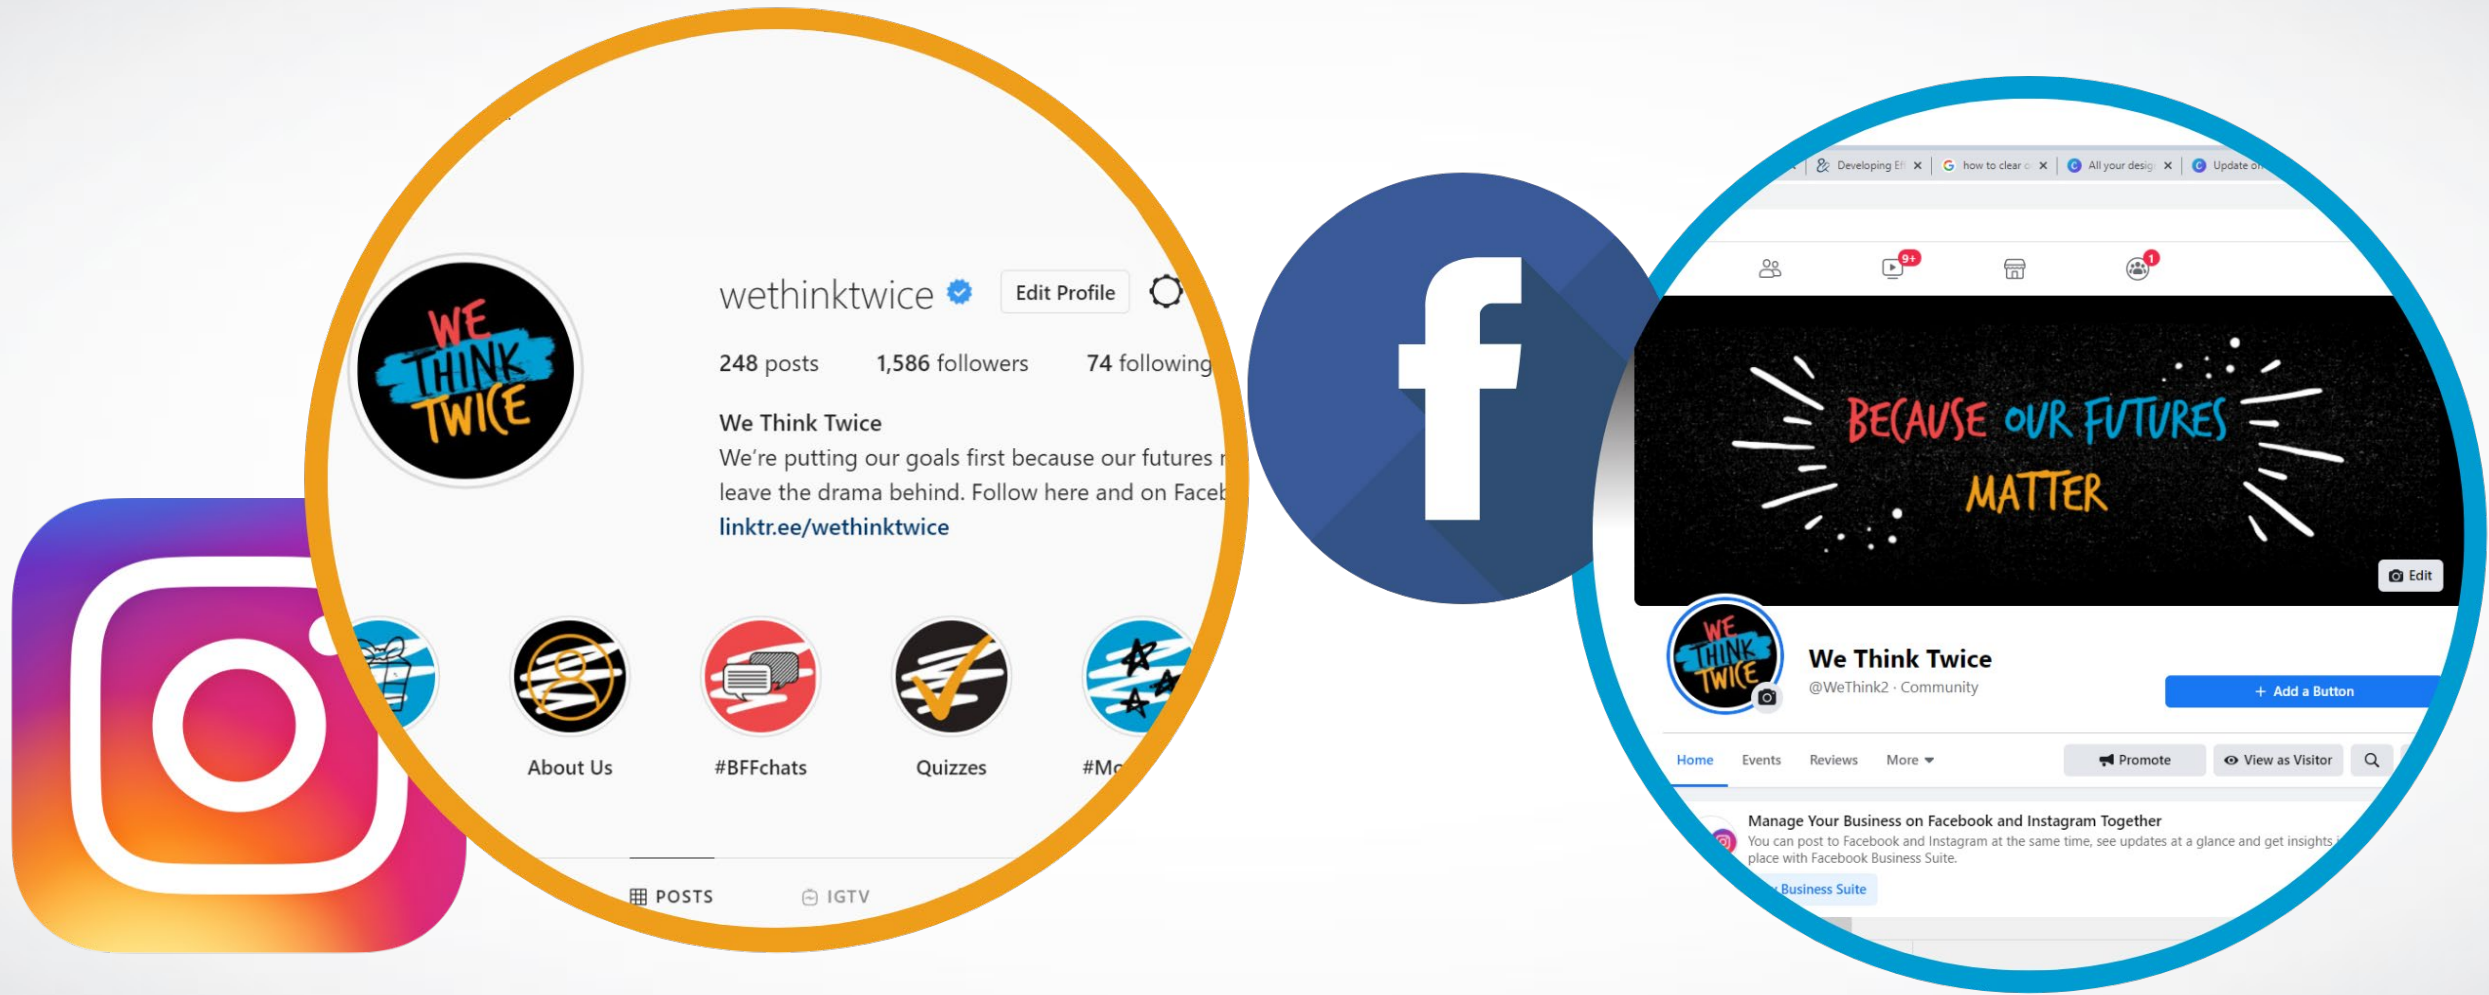 WE
THINK
TWICE
wethinktwice
Edit Profile
248 posts 1,586 followers 74 following
We Think Twice
We're putting our goals first because our futures
leave the drama behind. Follow here and on
linktr.ee/wethinktwice
About Us
#BFFchats
Quizzes
POSTS
IGTV
f
Developing
how to clear
All your
Update
9+
1
BECAUSE OUR FUTURES
MATTER
Edit
WE
THINK
TWICE
We Think Twice
@WeThink2 · Community
+ Add a Button
Home Events Reviews More
Promote
View as Visitor
Manage Your Business on Facebook and Instagram Together
You can post to Facebook and Instagram at the same time, see updates at a glance and get insights
place with Facebook Business Suite.
Business Suite